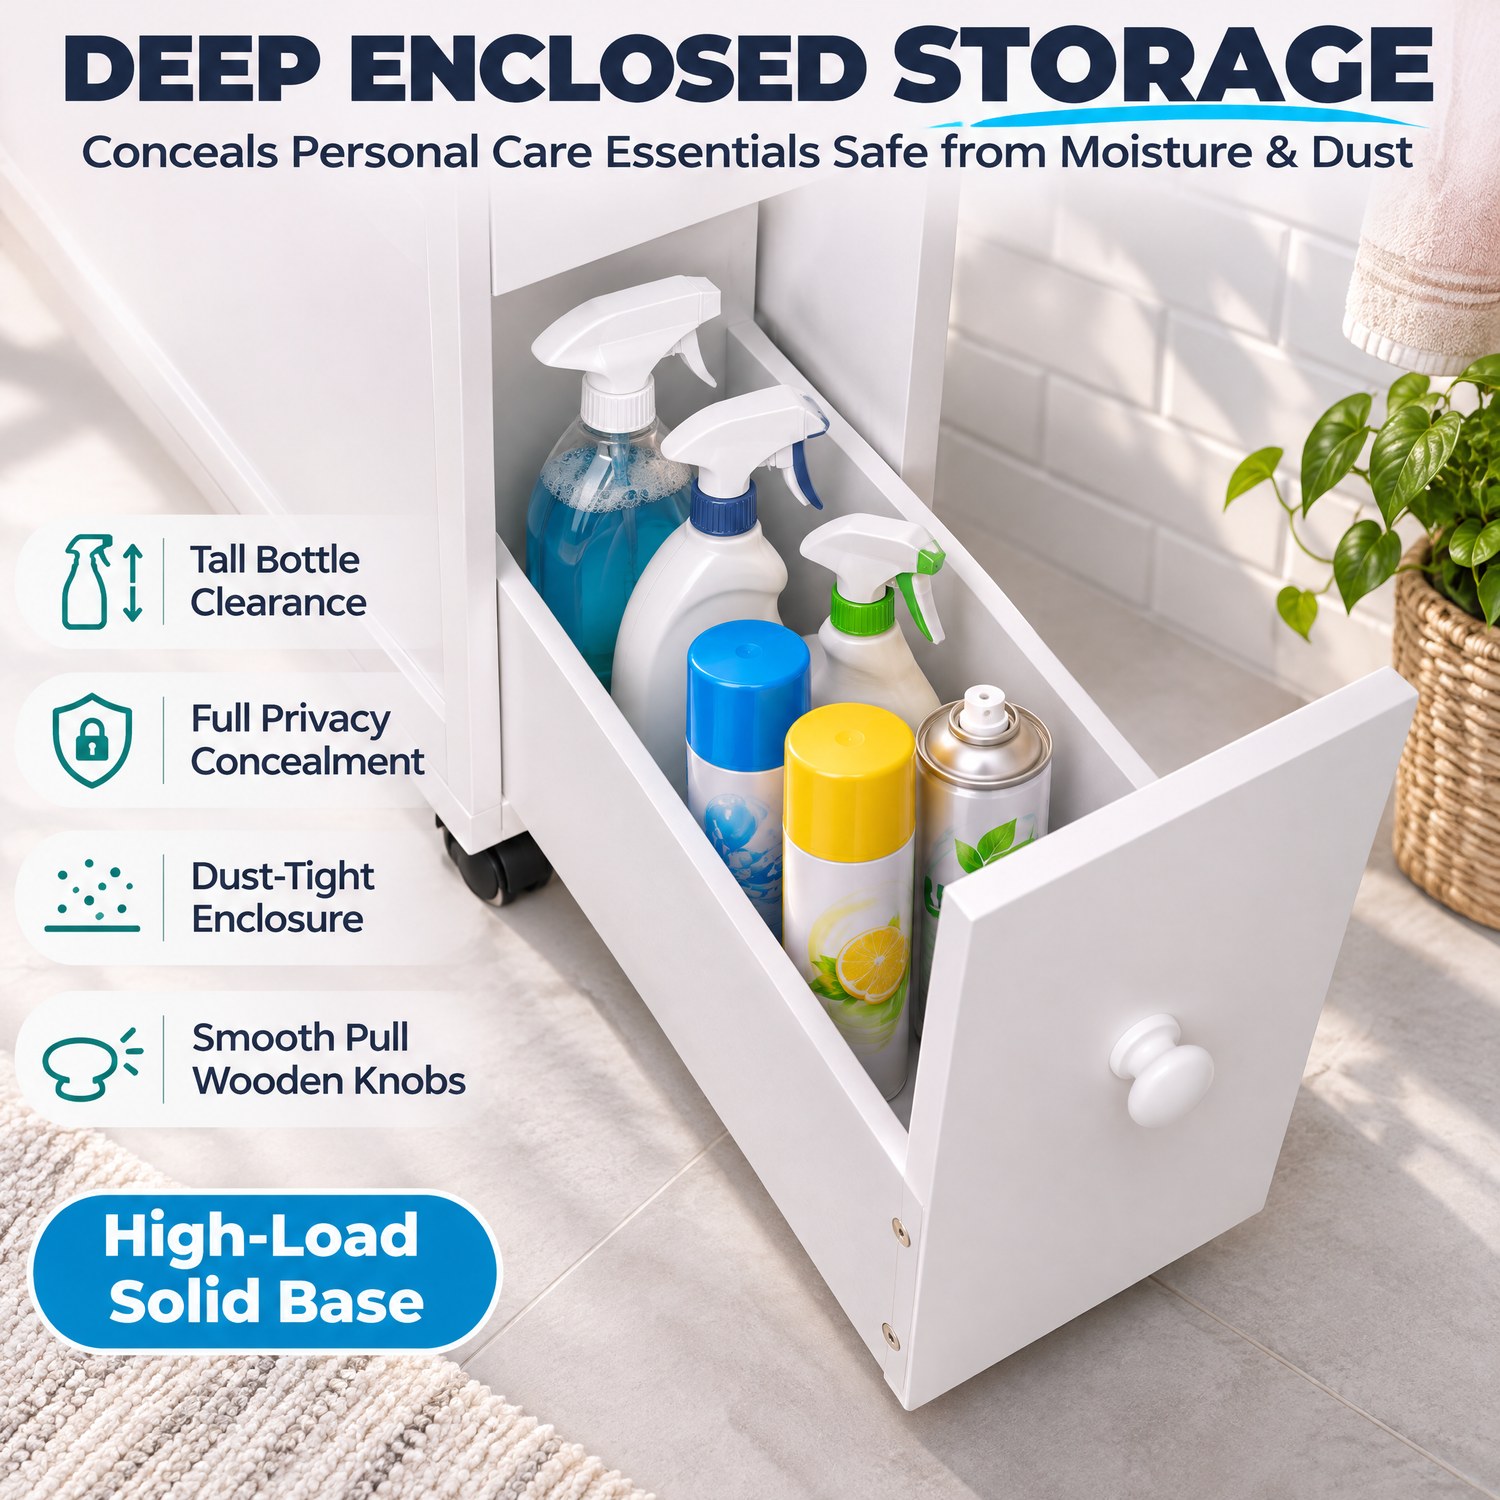 DEEP ENCLOSED STORAGE
Conceals Personal Care Essentials Safe from Moisture & Dust
Tall Bottle
Clearance
Full Privacy
Concealment
Dust-Tight
Enclosure
Smooth Pull
Wooden Knobs
High-Load
Solid Base